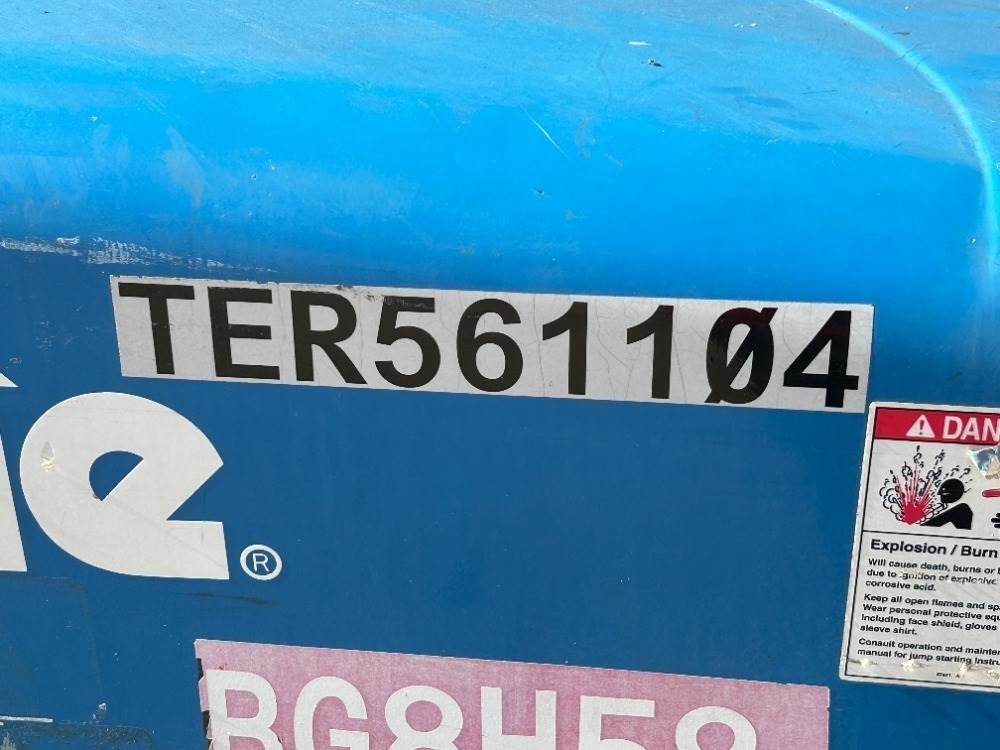 TER561104
ie®
DAN
Explosion / Burn
Will cause death, burns or
due to ignition of explosive
corrosive acid.
Keep all open flames and sp
Wear personal protective equ
including face shield, gloves
sleeve shirt.
Consult operation and mainten
manual for jump starting instru
BG8H58